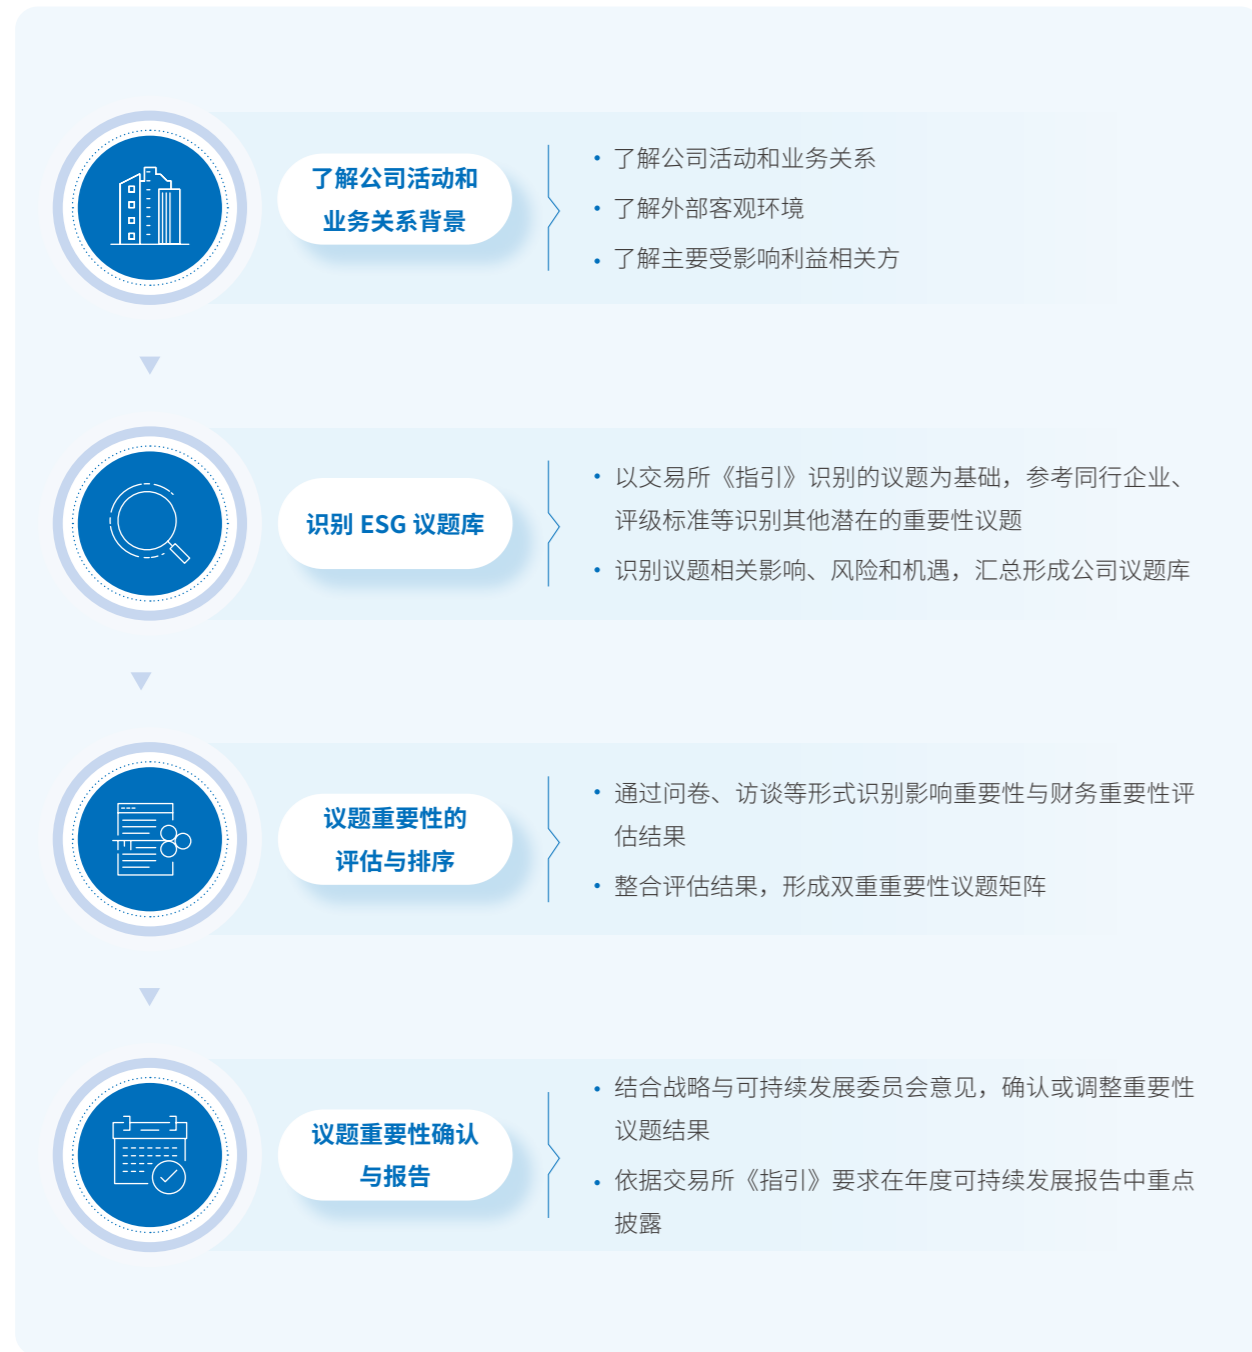 了解公司活动和
业务关系背景
• 了解公司活动和业务关系
• 了解外部客观环境
• 了解主要受影响利益相关方
识别 ESG 议题库
• 以交易所《指引》识别的议题为基础，参考同行企业、
评级标准等识别其他潜在的重要性议题
• 识别议题相关影响、风险和机遇，汇总形成公司议题库
议题重要性的
评估与排序
• 通过问卷、访谈等形式识别影响重要性与财务重要性评
估结果
• 整合评估结果，形成双重重要性议题矩阵
议题重要性确认
与报告
• 结合战略与可持续发展委员会意见，确认或调整重要性
议题结果
• 依据交易所《指引》要求在年度可持续发展报告中重点
披露